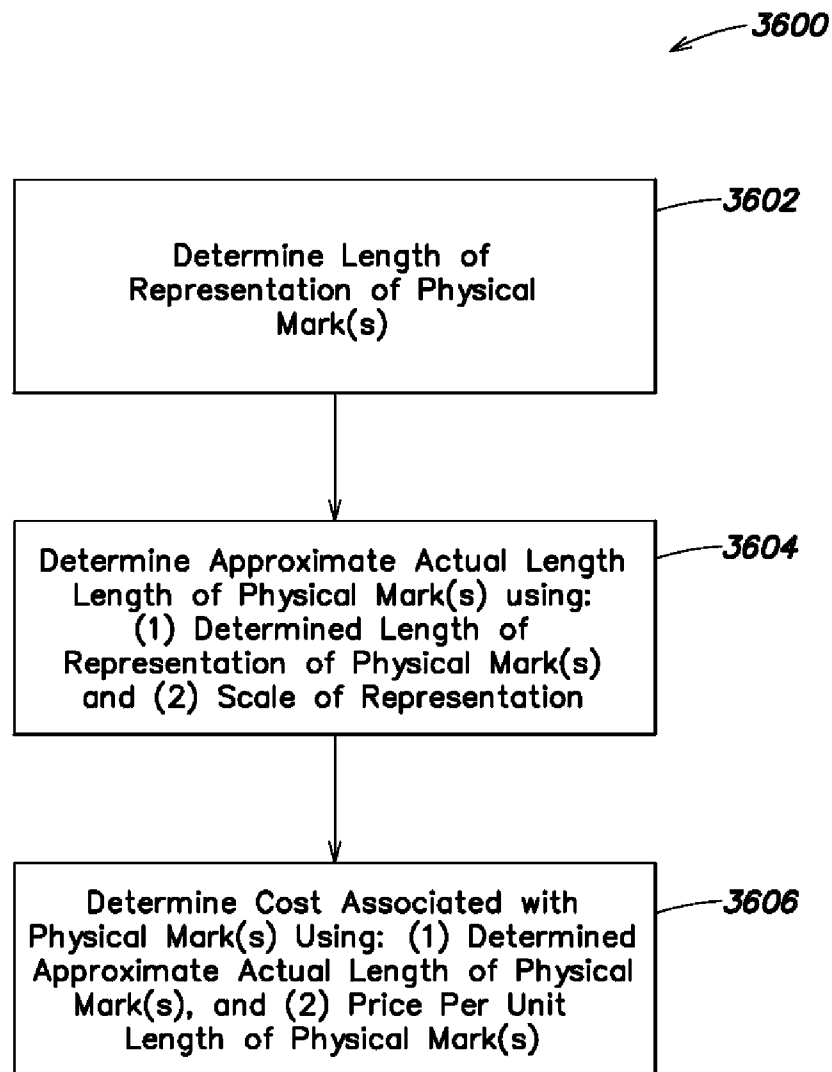 3600
3602
Determine Length of
Representation of Physical
Mark(s)
3604
Determine Approximate Actual Length
Length of Physical Mark(s) using:
(1) Determined Length of
Representation of Physical Mark(s)
and (2) Scale of Representation
3606
Determine Cost Associated with
Physical Mark(s) Using: (1) Determined
Approximate Actual Length of Physical
Mark(s), and (2) Price Per Unit
Length of Physical Mark(s)